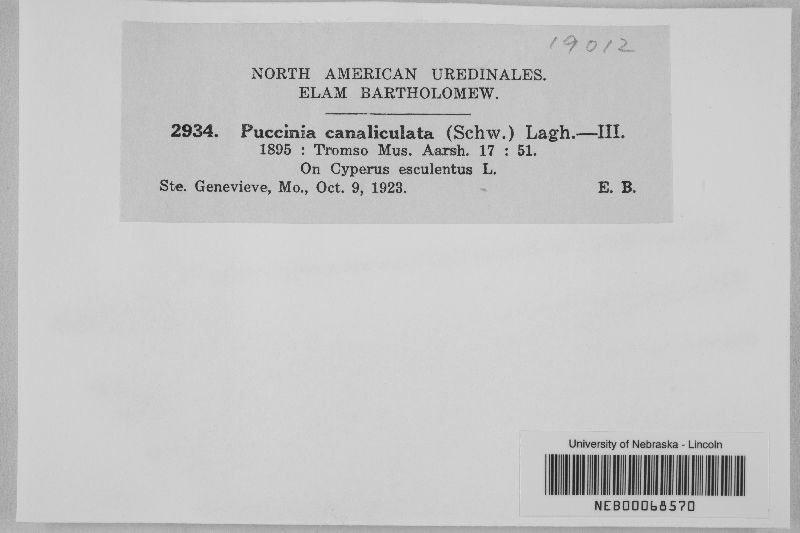 19012
NORTH AMERICAN UREDINALES.
ELAM BARTHOLOMEW.
2934. Puccinia canaliculata (Schw.) Lagh.—III.
1895 : Tromso Mus. Aarsh. 17 : 51.
On Cyperus esculentus L.
Ste. Genevieve, Mo., Oct. 9, 1923. E. B.
University of Nebraska - Lincoln
NEB00068570